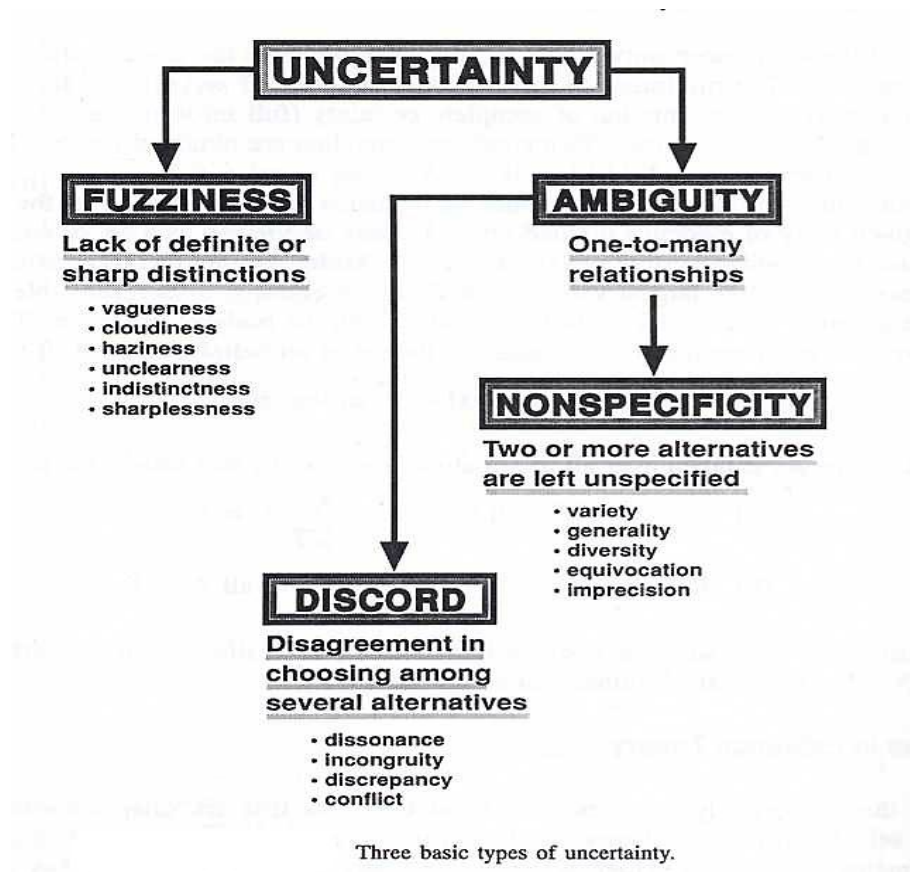 UNCERTAINTY
FUZZINESS
Lack of definite or
sharp distinctions
• vagueness
• cloudiness
• haziness
• unclearness
• indistinctness
• sharplessness
AMBIGUITY
One-to-many
relationships
NONSPECIFICITY
Two or more alternatives
are left unspecified
• variety
• generality
• diversity
• equivocation
• imprecision
DISCORD
Disagreement in
choosing among
several alternatives
• dissonance
• incongruity
• discrepancy
• conflict
Three basic types of uncertainty.